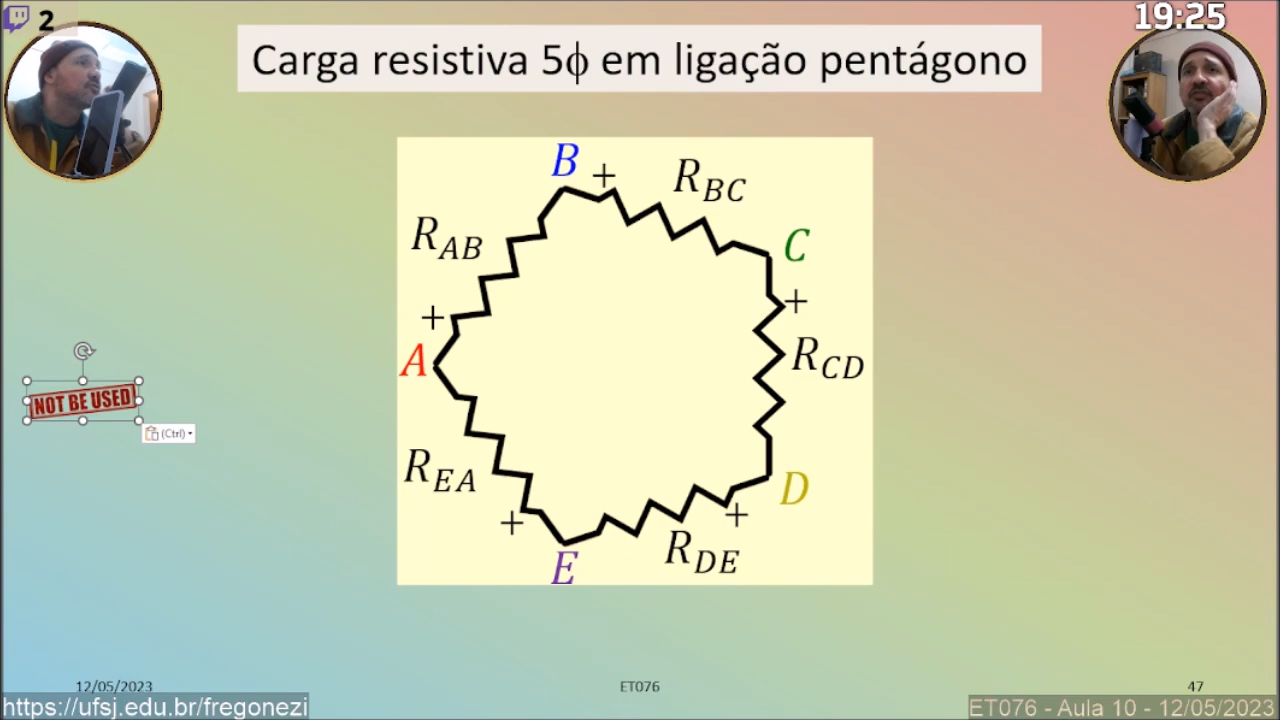 2
19:25
Carga resistiva 5ϕ em ligação pentágono
B
+
R_BC
R_AB
C
+
+
A
R_CD
NOT BE USED
(Ctrl)
R_EA
D
+
+
R_DE
E
12/05/2023
ET076
47
https://ufsj.edu.br/fregonezi
ET076 - Aula 10 - 12/05/2023